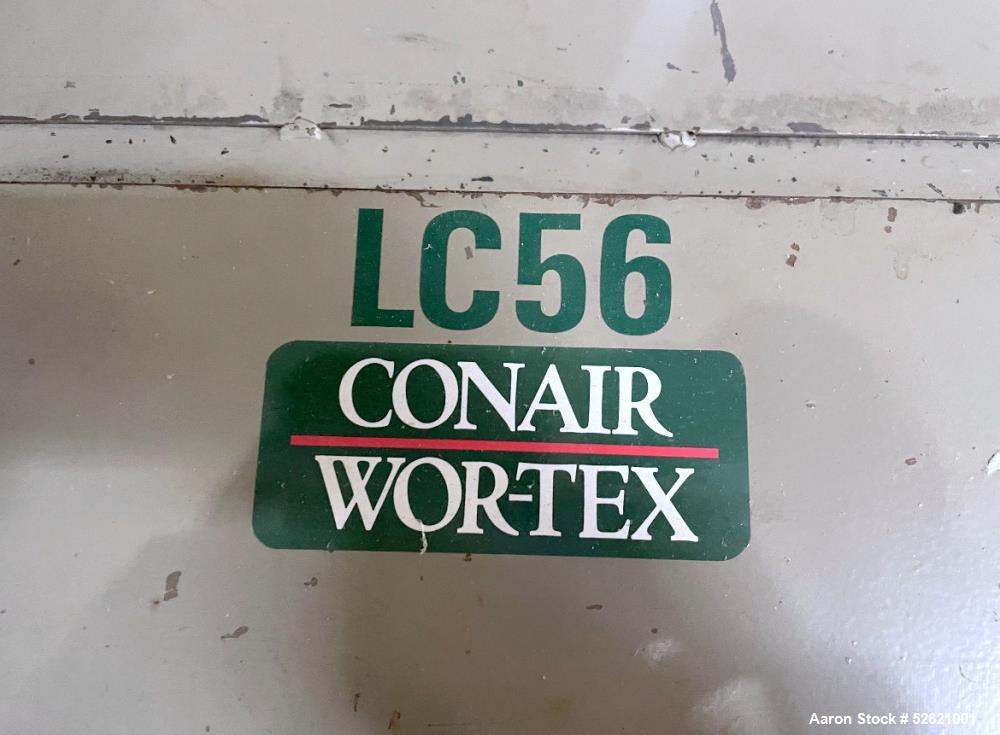 LC56
CONAIR
WOR-TEX
Aaron Stock # 52621001